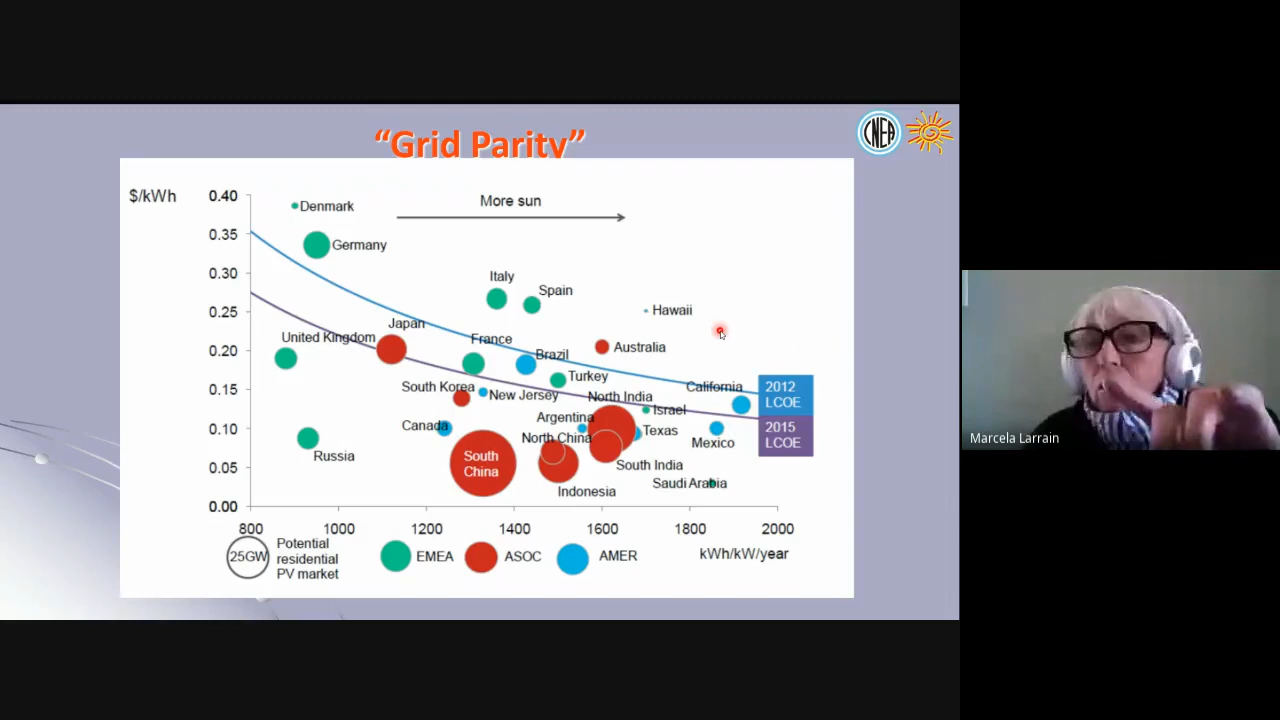 “Grid Parity”
CNEA
$/kWh
0.40
0.35
0.30
0.25
0.20
0.15
0.10
0.05
0.00
More sun
Denmark
Germany
Italy
Spain
Hawaii
Japan
United Kingdom
France
Australia
Brazil
Turkey
South Korea
New Jersey
North India
California
Israel
Argentina
Canada
North China
Texas
Mexico
Russia
South
China
South India
Indonesia
Saudi Arabia
2012
LCOE
2015
LCOE
800 1000 1200 1400 1600 1800 2000
kWh/kW/year
25GW
Potential
residential
PV market
EMEA
ASOC
AMER
Marcela Larrain